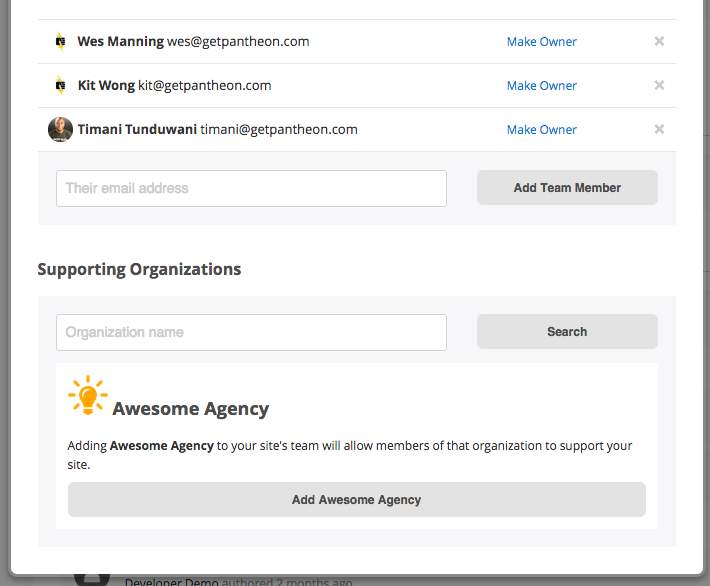 Wes Manning wes@getpantheon.com Make Owner
Kit Wong kit@getpantheon.com Make Owner
Timani Tunduwani timani@getpantheon.com Make Owner
Their email address Add Team Member
Supporting Organizations
Organization name Search
Awesome Agency
Adding Awesome Agency to your site's team will allow members of that organization to support your
site.
Add Awesome Agency
Developer Demo authored 2 months ago